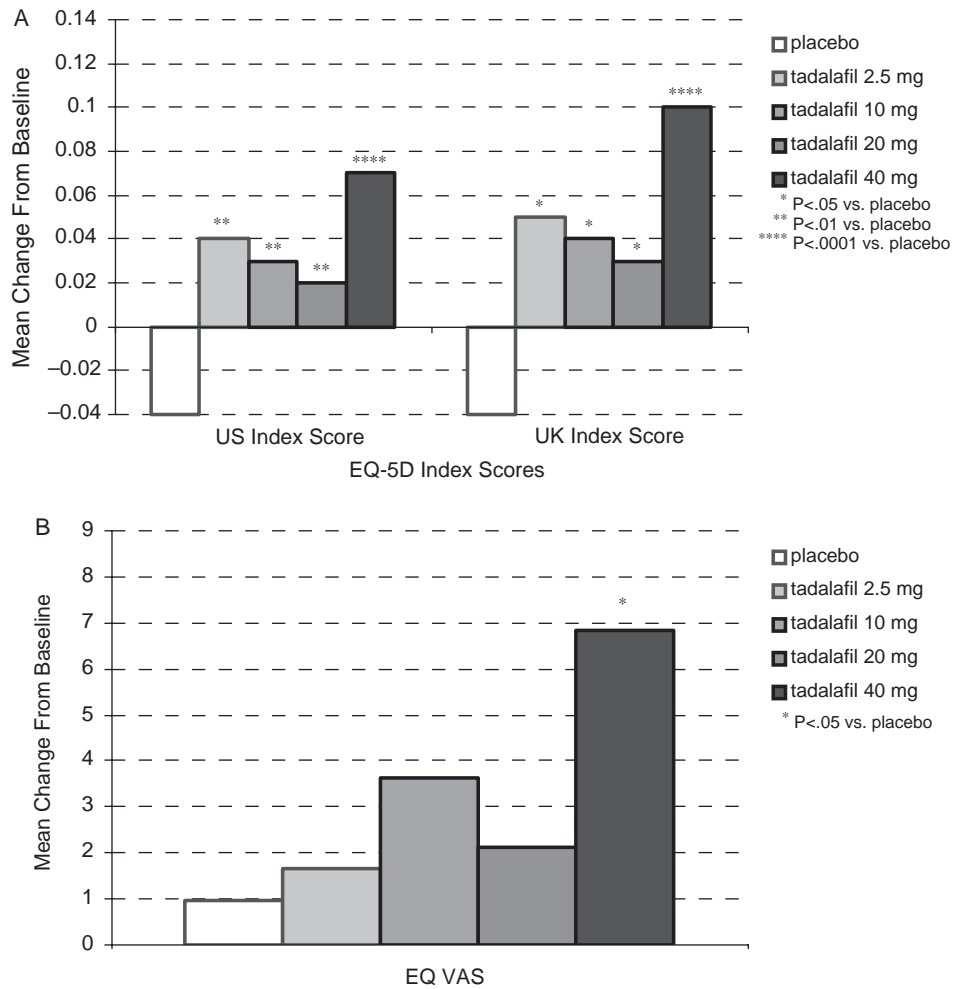 A
Mean Change From Baseline
0.14
0.12
0.1
0.08
0.06
0.04
0.02
0
–0.02
–0.04
**
**
**
****
*
*
*
****
US Index Score
UK Index Score
EQ-5D Index Scores
placebo
tadalafil 2.5 mg
tadalafil 10 mg
tadalafil 20 mg
tadalafil 40 mg
* P<.05 vs. placebo
** P<.01 vs. placebo
**** P<.0001 vs. placebo
B
Mean Change From Baseline
9
8
7
6
5
4
3
2
1
0
*
EQ VAS
placebo
tadalafil 2.5 mg
tadalafil 10 mg
tadalafil 20 mg
tadalafil 40 mg
* P<.05 vs. placebo